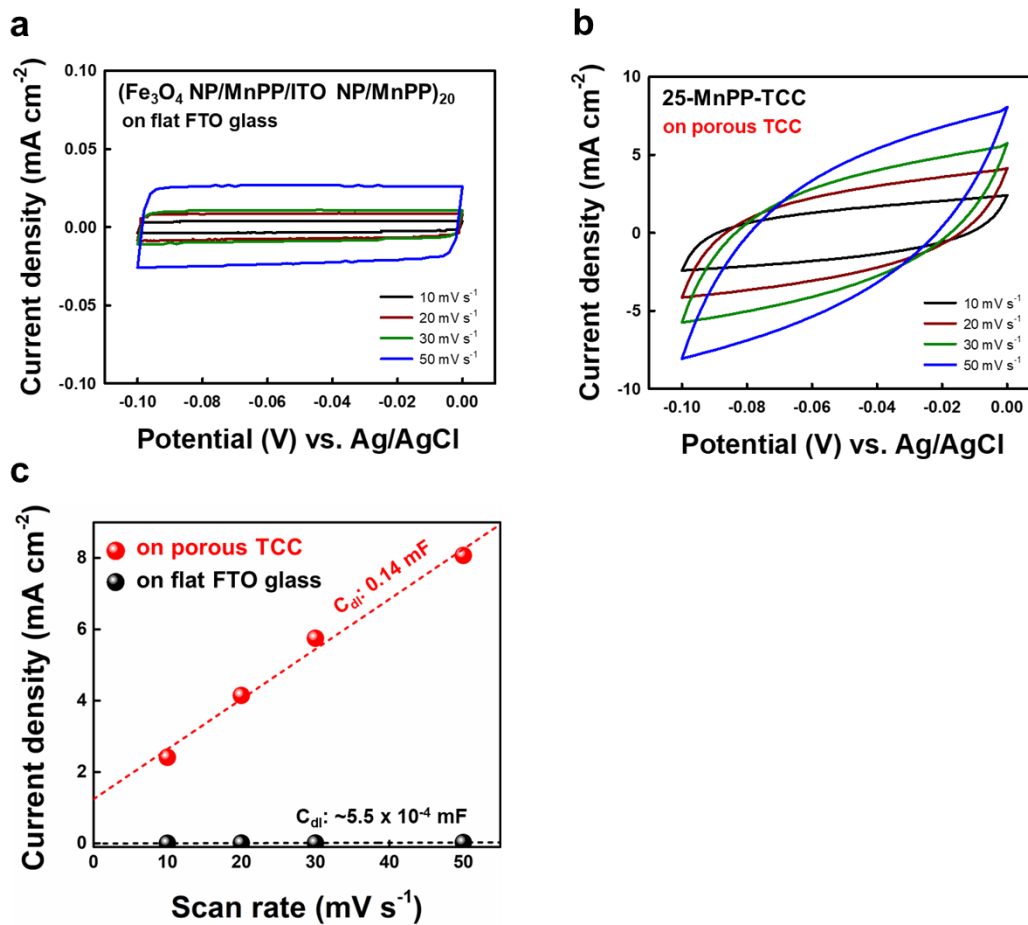 a
(Fe₃O₄ NP/MnPP/ITO NP/MnPP)₂₀
on flat FTO glass
Current density (mA cm⁻²)
0.10
0.05
0.00
-0.05
-0.10
10 mV s⁻¹
20 mV s⁻¹
30 mV s⁻¹
50 mV s⁻¹
-0.10 -0.08 -0.06 -0.04 -0.02 0.00
Potential (V) vs. Ag/AgCl
b
25-MnPP-TCC
on porous TCC
Current density (mA cm⁻²)
10
5
0
-5
-10
10 mV s⁻¹
20 mV s⁻¹
30 mV s⁻¹
50 mV s⁻¹
-0.10 -0.08 -0.06 -0.04 -0.02 0.00
Potential (V) vs. Ag/AgCl
c
on porous TCC
on flat FTO glass
Current density (mA cm⁻²)
8
6
4
2
0
C_dl: 0.14 mF
C_dl: ~5.5 x 10⁻⁴ mF
0 10 20 30 40 50
Scan rate (mV s⁻¹)